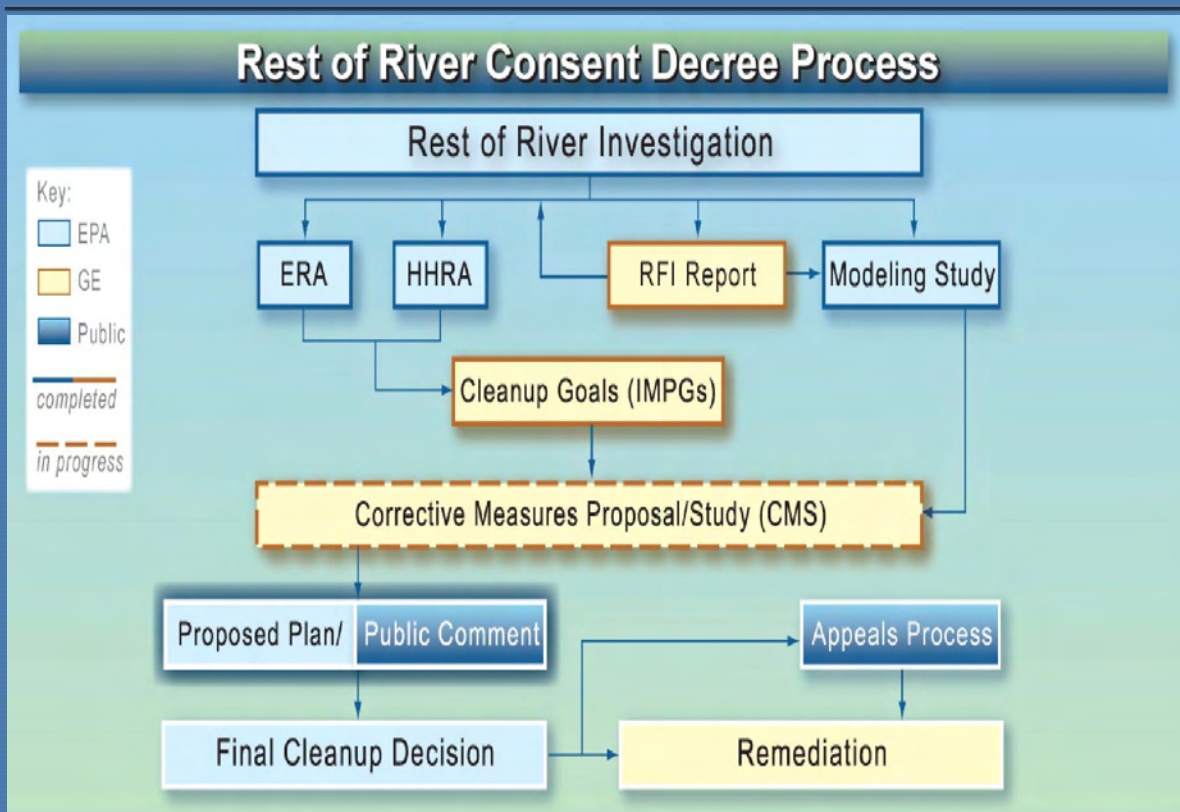 Rest of River Consent Decree Process
Rest of River Investigation
Key:
EPA
GE
Public
completed
in progress
ERA
HHRA
RFI Report
Modeling Study
Cleanup Goals (IMPGs)
Corrective Measures Proposal/Study (CMS)
Proposed Plan/
Public Comment
Appeals Process
Final Cleanup Decision
Remediation